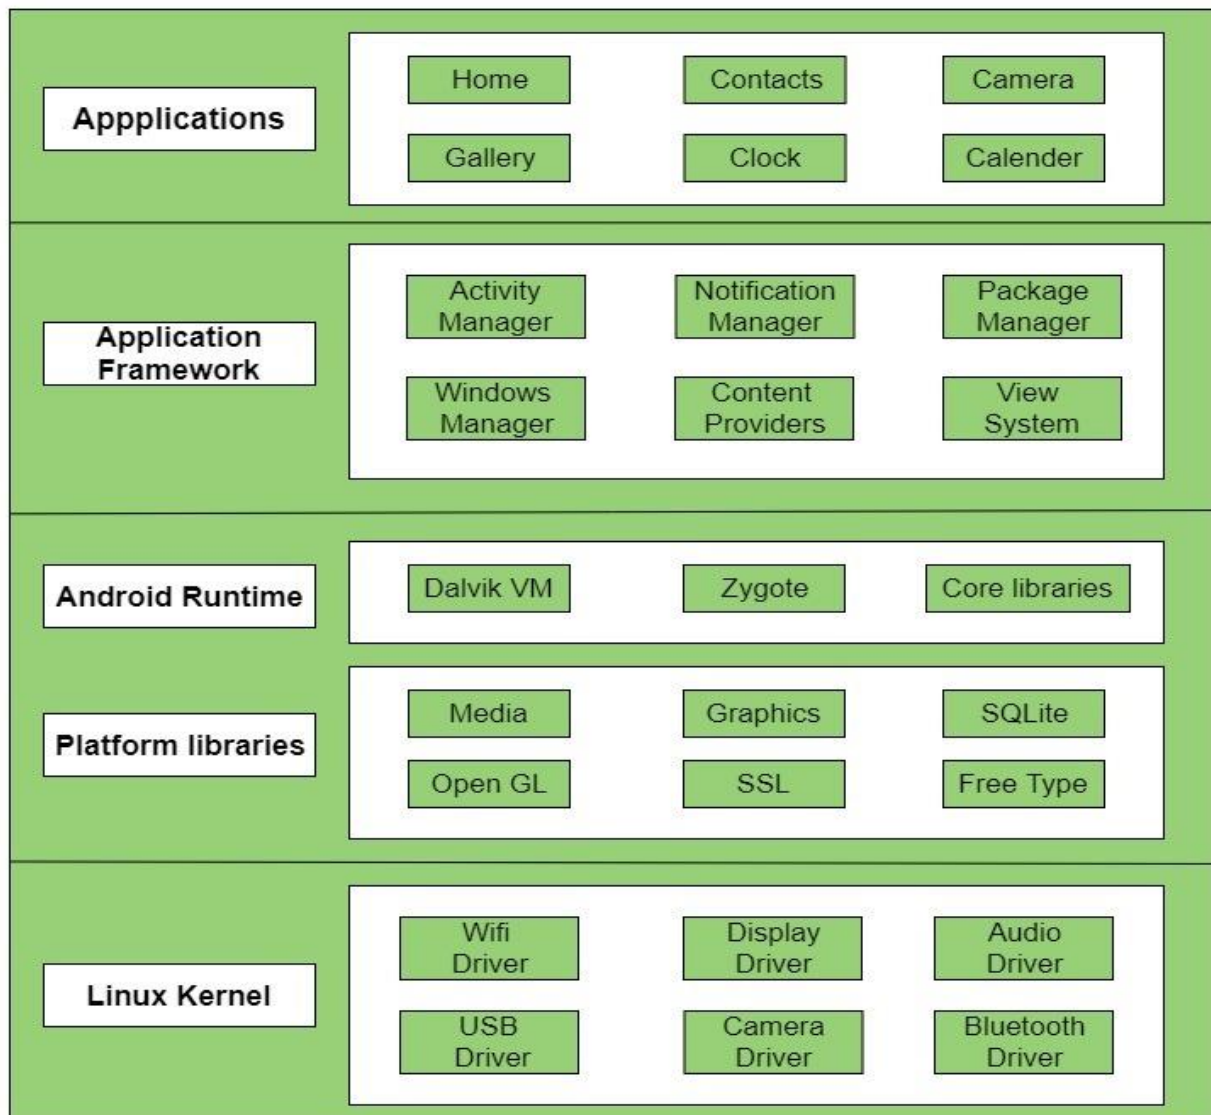 Appplications
Home
Contacts
Camera
Gallery
Clock
Calender
Application
Framework
Activity
Manager
Notification
Manager
Package
Manager
Windows
Manager
Content
Providers
View
System
Android Runtime
Dalvik VM
Zygote
Core libraries
Platform libraries
Media
Graphics
SQLite
Open GL
SSL
Free Type
Linux Kernel
Wifi
Driver
Display
Driver
Audio
Driver
USB
Driver
Camera
Driver
Bluetooth
Driver